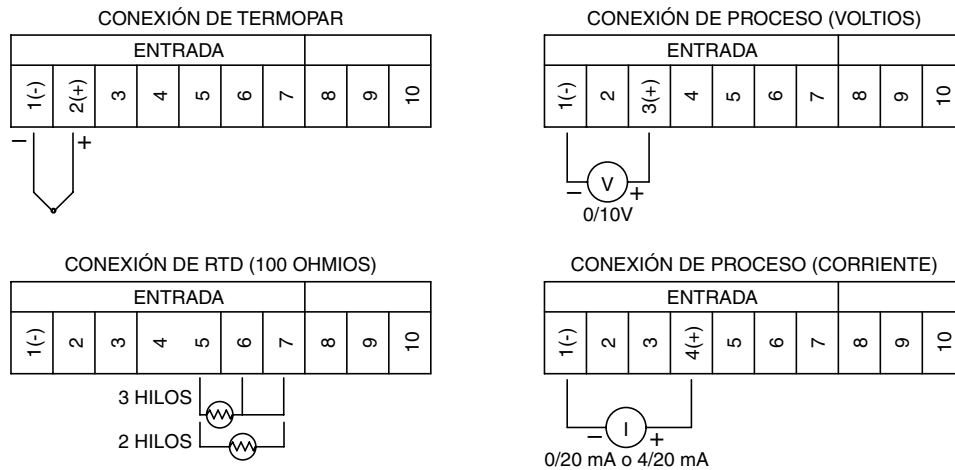 CONEXIÓN DE TERMOPAR
ENTRADA
1(-) 2(+) 3 4 5 6 7 8 9 10
− +
CONEXIÓN DE PROCESO (VOLTIOS)
ENTRADA
1(-) 2 3(+) 4 5 6 7 8 9 10
− V +
0/10V
CONEXIÓN DE RTD (100 OHMIOS)
ENTRADA
1(-) 2 3 4 5 6 7 8 9 10
3 HILOS
2 HILOS
CONEXIÓN DE PROCESO (CORRIENTE)
ENTRADA
1(-) 2 3 4(+) 5 6 7 8 9 10
− I +
0/20 mA o 4/20 mA